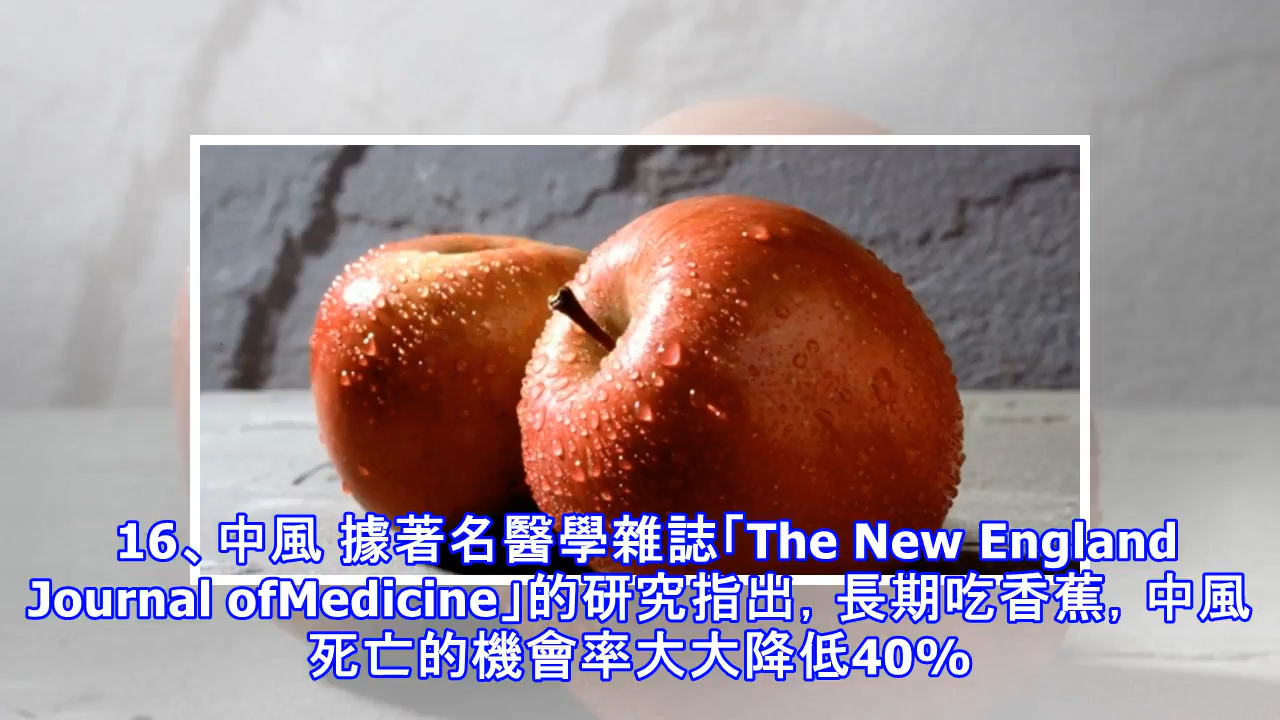 16、中風 據著名醫學雜誌「The New England
Journal ofMedicine」的研究指出, 長期吃香蕉, 中風
死亡的機會率大大降低40%